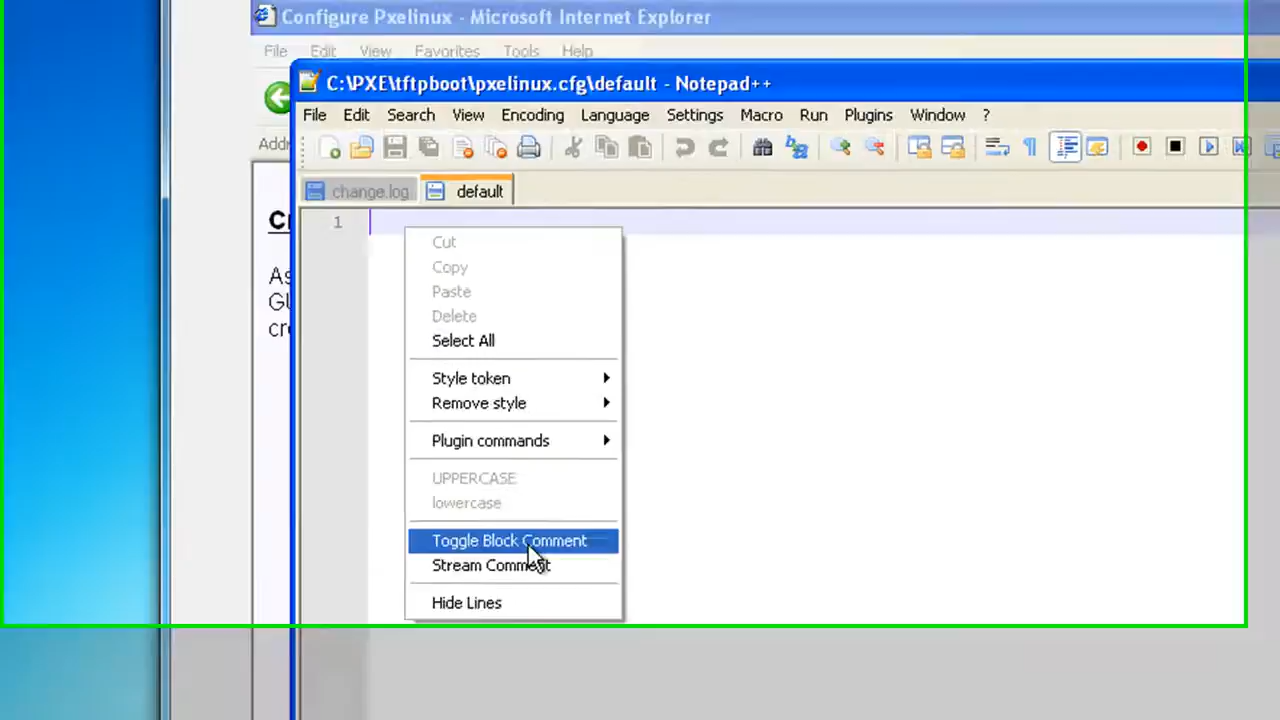 Configure Pxelinux - Microsoft Internet Explorer
File Edit View Favorites Tools Help
C:\PXE\tftpboot\pxelinux.cfg\default - Notepad++
File Edit Search View Encoding Language Settings Macro Run Plugins Window ?
change.log default
1
Cut
Copy
Paste
Delete
Select All
Style token
Remove style
Plugin commands
UPPERCASE
lowercase
Toggle Block Comment
Stream Comment
Hide Lines